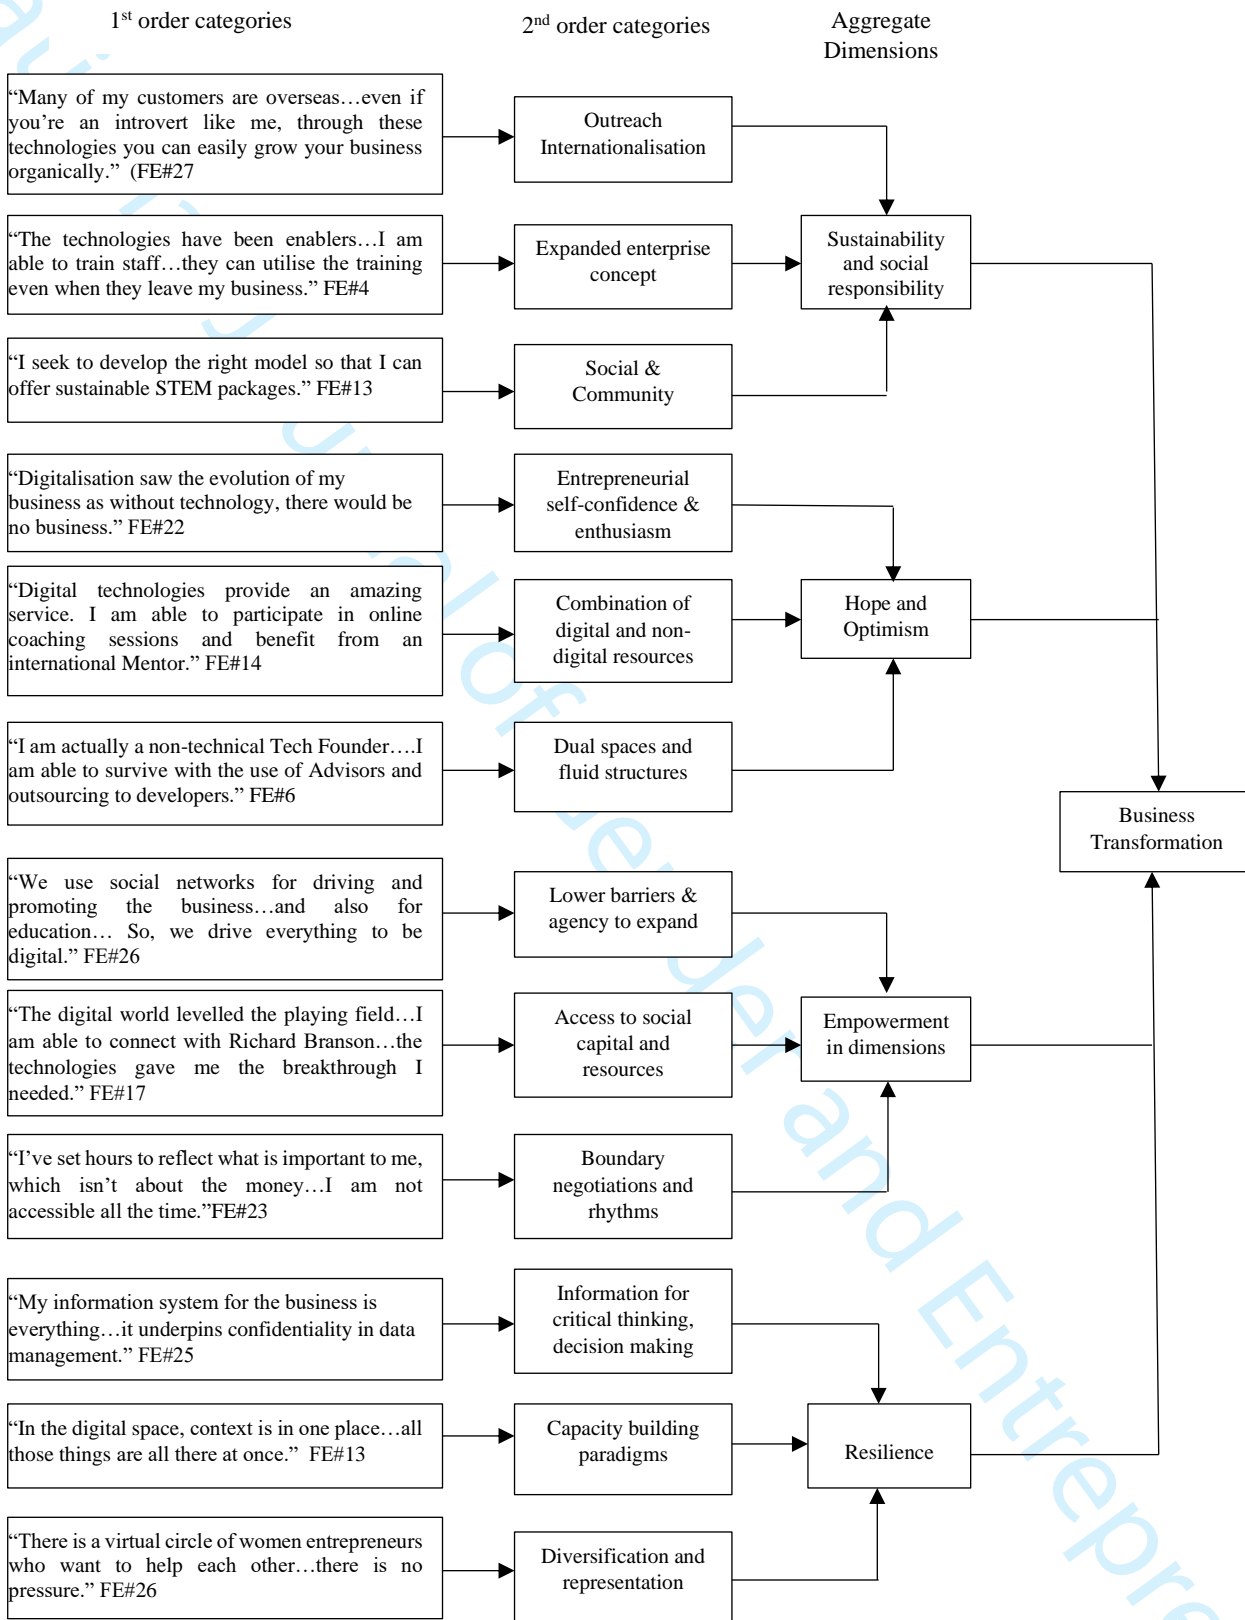 1st order categories
2nd order categories
Aggregate
Dimensions
“Many of my customers are overseas…even if
you’re an introvert like me, through these
technologies you can easily grow your business
organically.” (FE#27
Outreach
Internationalisation
“The technologies have been enablers…I am
able to train staff…they can utilise the training
even when they leave my business.” FE#4
Expanded enterprise
concept
Sustainability
and social
responsibility
“I seek to develop the right model so that I can
offer sustainable STEM packages.” FE#13
Social &
Community
“Digitalisation saw the evolution of my
business as without technology, there would be
no business.” FE#22
Entrepreneurial
self-confidence &
enthusiasm
“Digital technologies provide an amazing
service. I am able to participate in online
coaching sessions and benefit from an
international Mentor.” FE#14
Combination of
digital and non-
digital resources
Hope and
Optimism
“I am actually a non-technical Tech Founder….I
am able to survive with the use of Advisors and
outsourcing to developers.” FE#6
Dual spaces and
fluid structures
Business
Transformation
“We use social networks for driving and
promoting the business…and also for
education… So, we drive everything to be
digital.” FE#26
Lower barriers &
agency to expand
“The digital world levelled the playing field…I
am able to connect with Richard Branson…the
technologies gave me the breakthrough I
needed.” FE#17
Access to social
capital and
resources
Empowerment
in dimensions
“I’ve set hours to reflect what is important to me,
which isn’t about the money…I am not
accessible all the time.”FE#23
Boundary
negotiations and
rhythms
“My information system for the business is
everything…it underpins confidentiality in data
management.” FE#25
Information for
critical thinking,
decision making
“In the digital space, context is in one place…all
those things are all there at once.” FE#13
Capacity building
paradigms
Resilience
“There is a virtual circle of women entrepreneurs
who want to help each other…there is no
pressure.” FE#26
Diversification and
representation